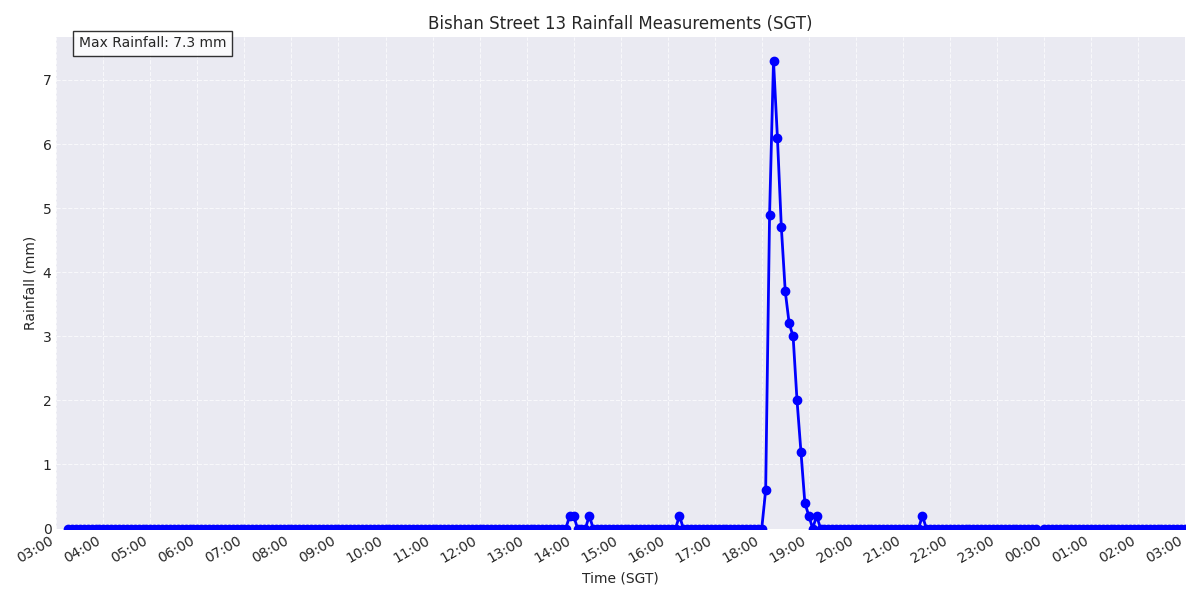 Bishan Street 13 Rainfall Measurements (SGT)
Max Rainfall: 7.3 mm
7
6
5
4
3
2
1
0
Rainfall (mm)
03:00 04:00 05:00 06:00 07:00 08:00 09:00 10:00 11:00 12:00 13:00 14:00 15:00 16:00 17:00 18:00 19:00 20:00 21:00 22:00 23:00 00:00 01:00 02:00 03:00
Time (SGT)